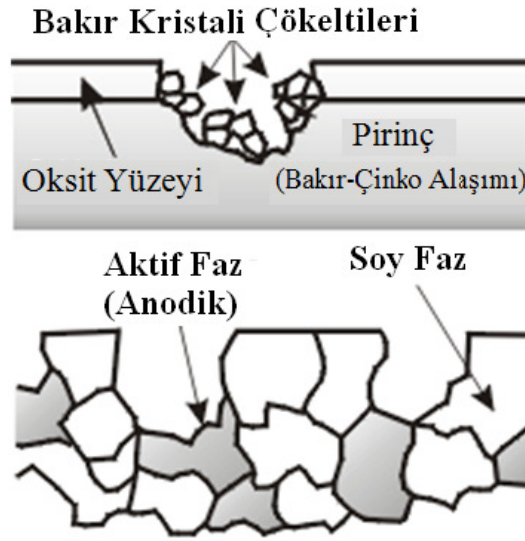 Bakır Kristali Çökeltileri
Oksit Yüzeyi
Pirinç
(Bakır-Çinko Alaşımı)
Aktif Faz
(Anodik)
Soy Faz